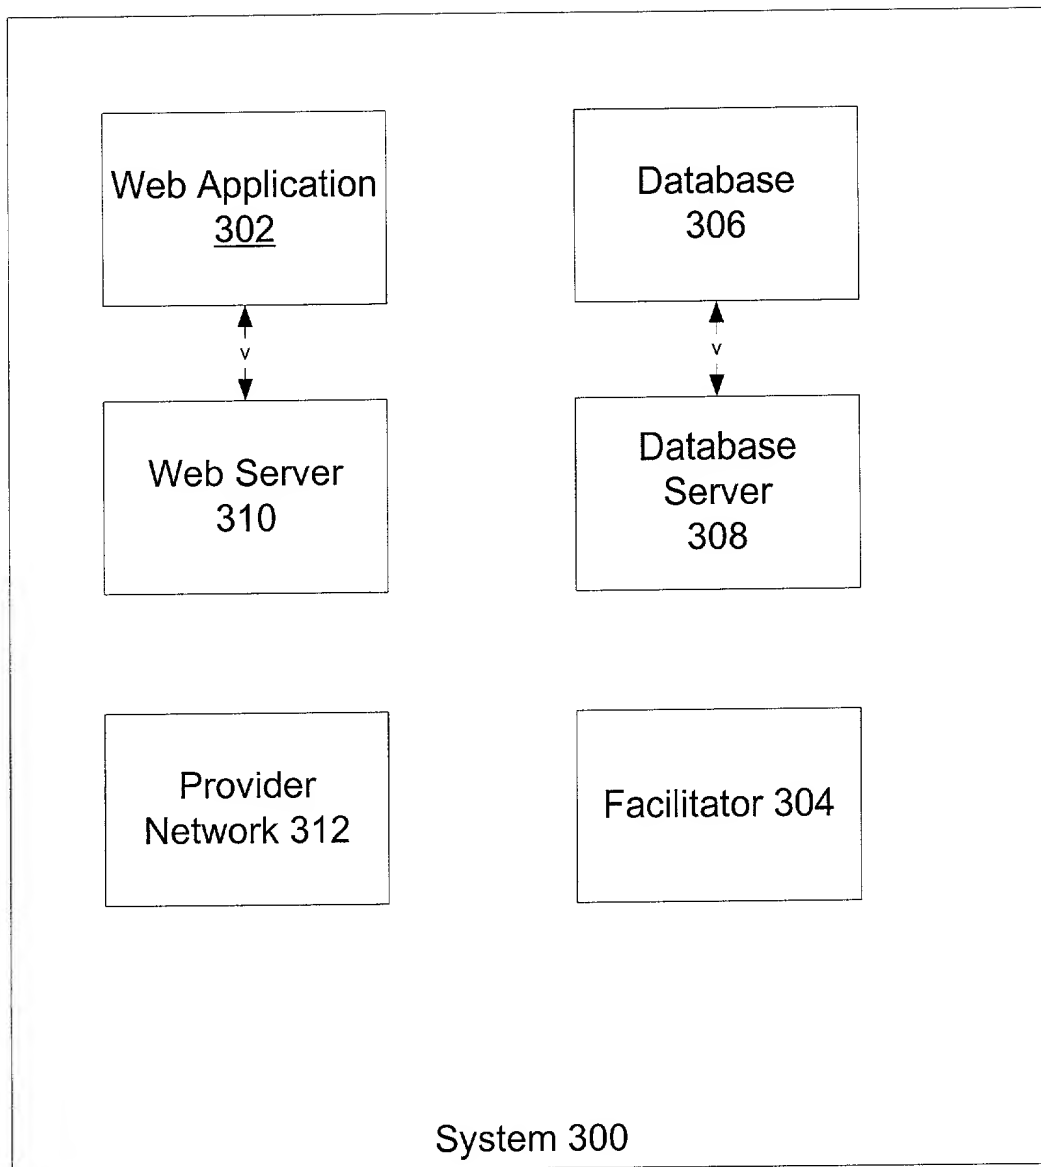 Web Application
302
Database
306
v
v
Web Server
310
Database
Server
308
Provider
Network 312
Facilitator 304
System 300